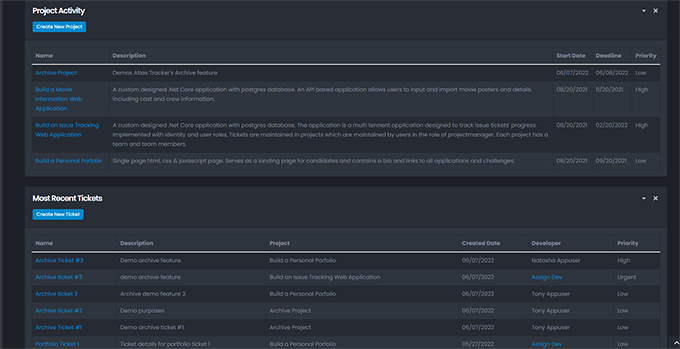 Project Activity
Create New Project
Name Description Start Date Deadline Priority
Archive Project Demos Atlas Tracker's Archive feature 06/07/2022 06/08/2022 Low
Build a Movie
Information Web
Application A custom designed .Net Core application with postgres database. An API based application allows users to input and import movie posters and details 08/20/2021 11/20/2021 High
including cast and crew information.
Build an Issue Tracking
Web Application A custom designed .Net Core application with postgres database. The application is a multi tennent application designed to track issue tickets' progress. 08/20/2021 02/20/2022 High
Implemented with identity and user roles, Tickets are maintained in projects which are maintained by users in the role of projectmanager. Each project has a
team and team members.
Build a Personal Porfolio Single page html, css & javascript page. Serves as a landing page for candidates and contains a bio and links to all applications and challenges. 08/20/2021 09/20/2021 Low
Most Recent Tickets
Create New Ticket
Name Description Project Created Date Developer Priority
Archive Ticket #3 Demo archive feature Build a Personal Porfolio 06/07/2022 Natasha Appuser High
Archive ticket #3 demo archive feature Build an Issue Tracking Web Application 06/07/2022 Assign Dev Urgent
Archive ticket 3 Archive demo feature 3 Build a Personal Porfolio 06/07/2022 Tony Appuser Low
Archive ticket #2 Demo purposes Archive Project 06/07/2022 Tony Appuser Low
Archive Ticket #1 Demo archive ticket #1 Archive Project 06/07/2022 Tony Appuser Low
Portfolio Ticket 1 Ticket details for portfolio ticket 1 Build a Personal Porfolio 05/27/2022 Assign Dev Low